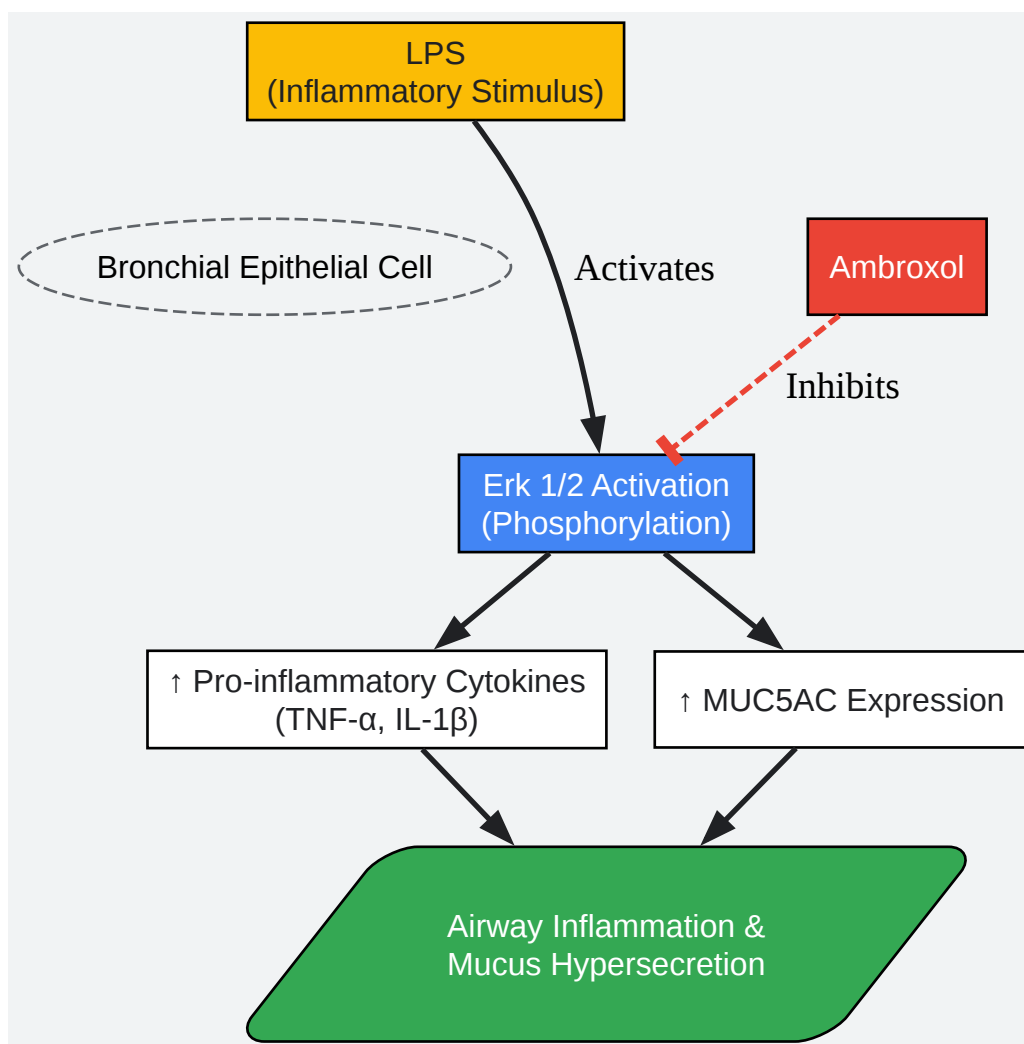 LPS
(Inflammatory Stimulus)
Bronchial Epithelial Cell
Activates
Ambroxol
Inhibits
Erk 1/2 Activation
(Phosphorylation)
↑ Pro-inflammatory Cytokines
(TNF-α, IL-1β)
↑ MUC5AC Expression
Airway Inflammation &
Mucus Hypersecretion